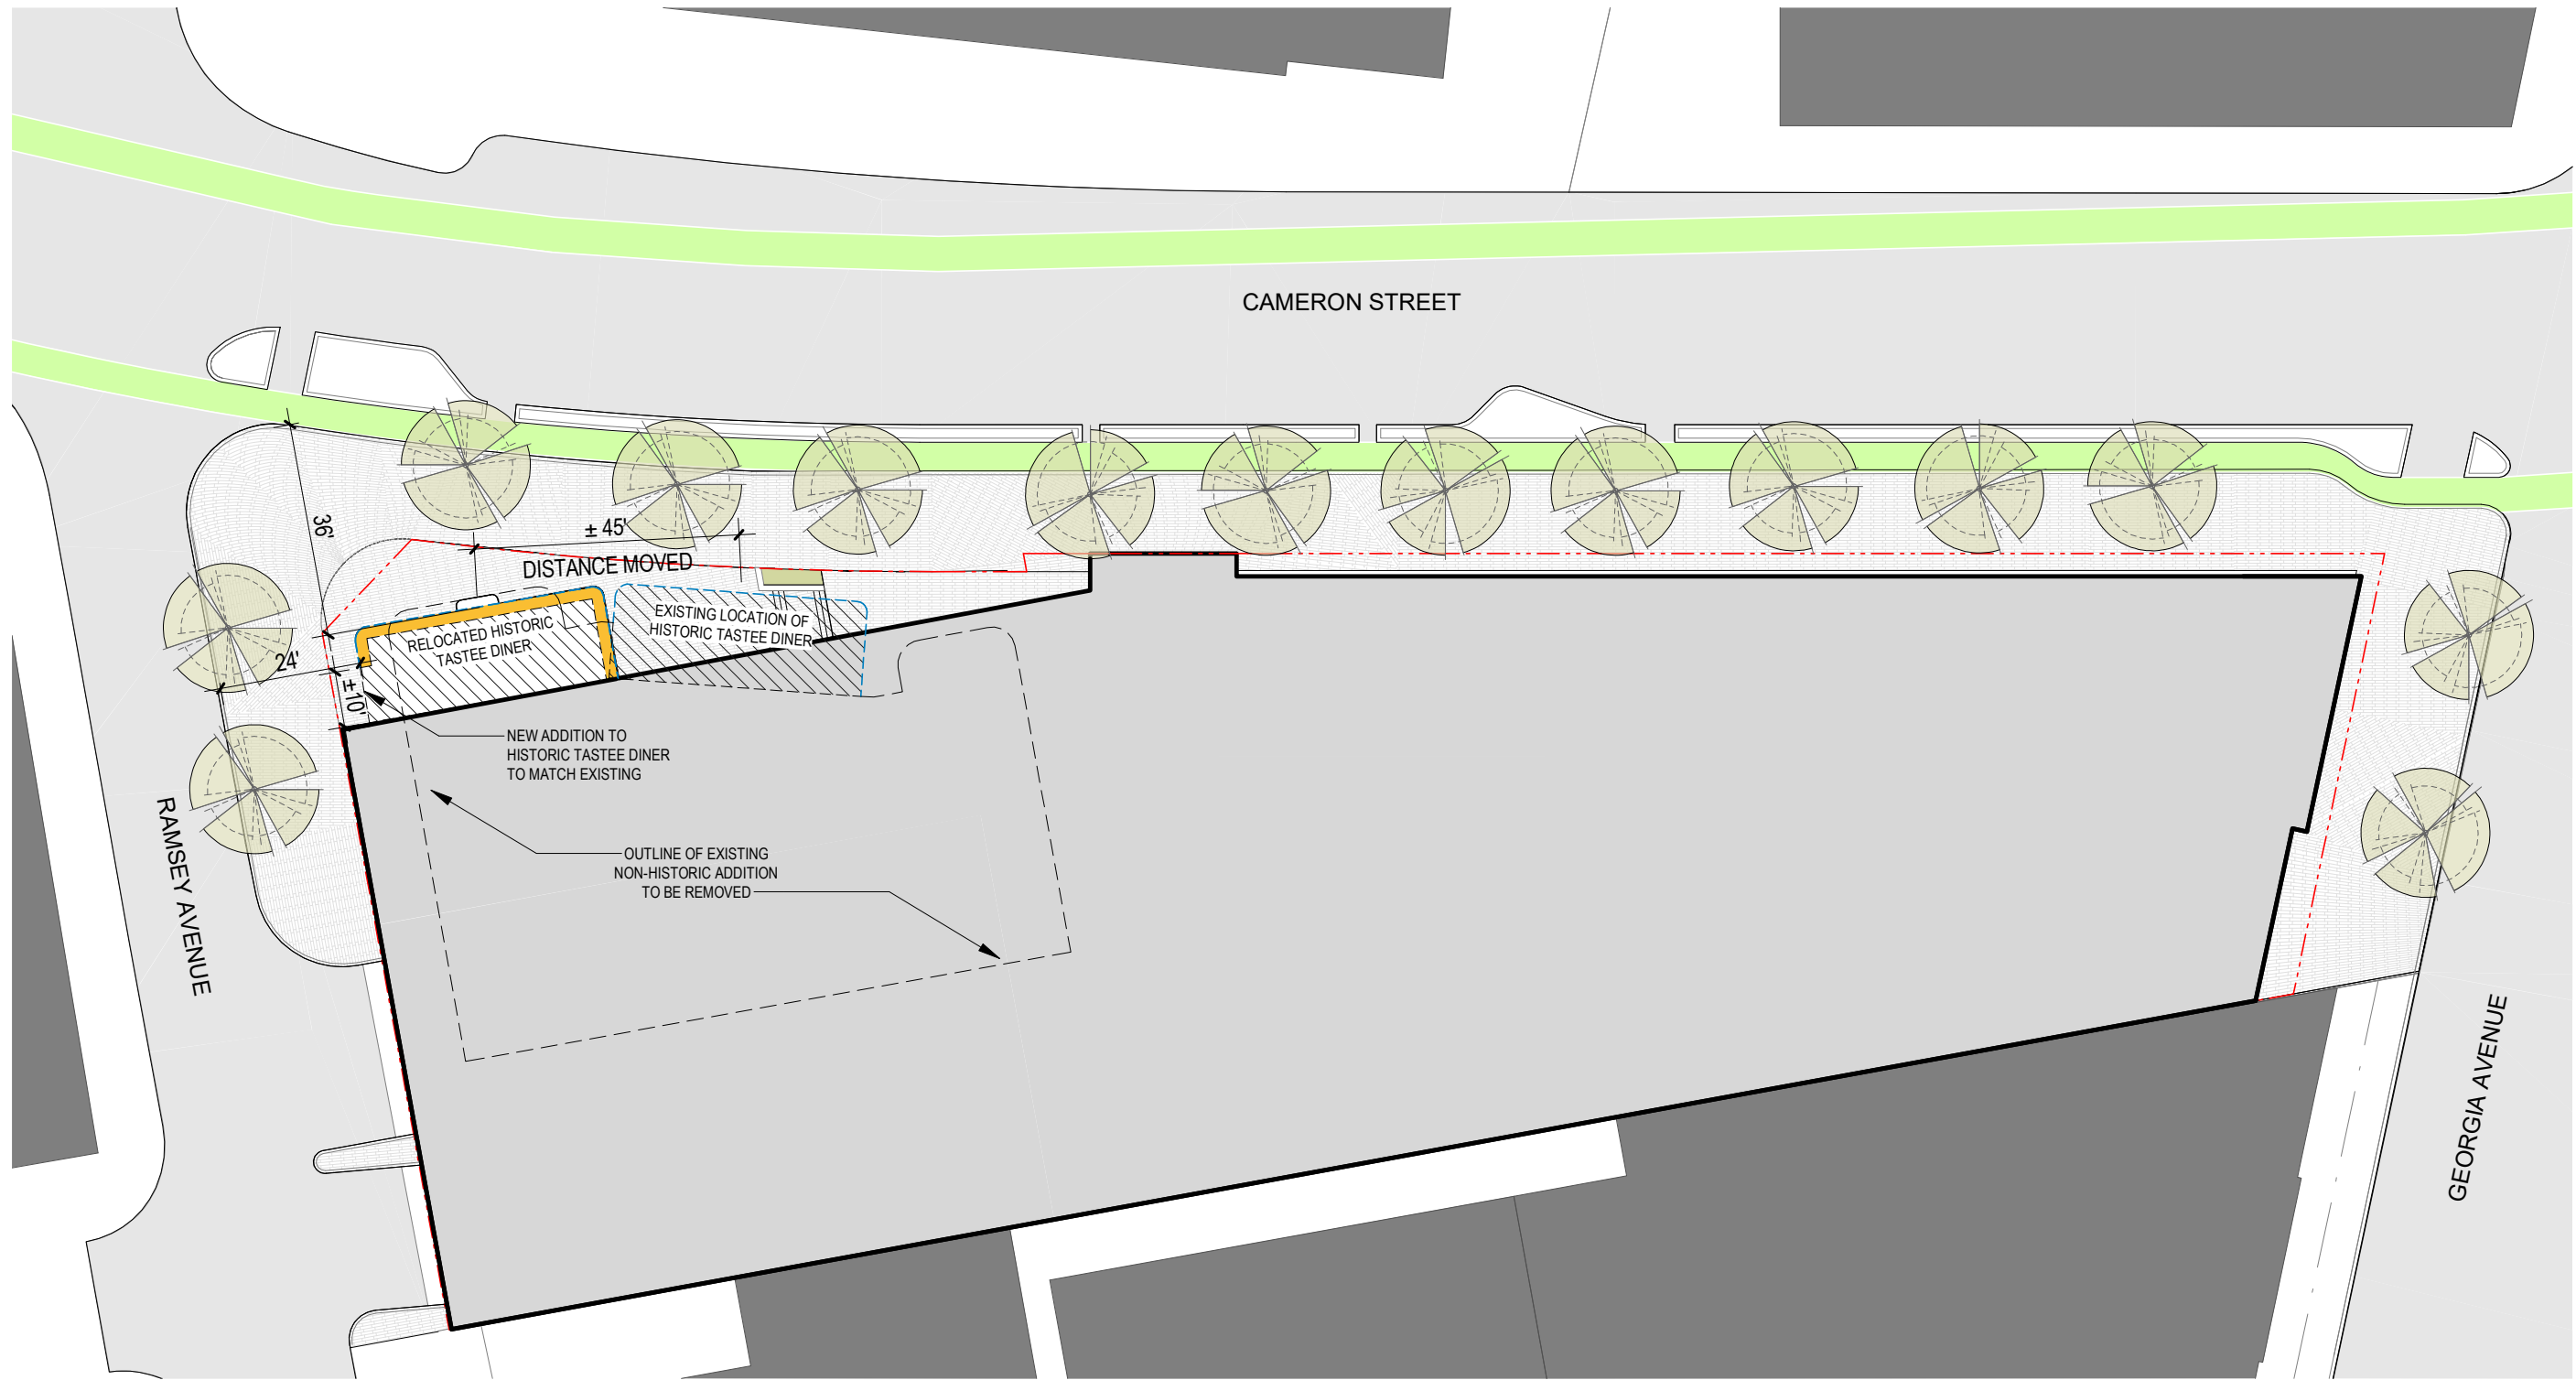 CAMERON STREET
36'
± 45'
DISTANCE MOVED
EXISTING LOCATION OF
HISTORIC TASTEE DINER
RELOCATED HISTORIC
TASTEE DINER
24'
±10'
NEW ADDITION TO
HISTORIC TASTEE DINER
TO MATCH EXISTING
OUTLINE OF EXISTING
NON-HISTORIC ADDITION
TO BE REMOVED
RAMSEY AVENUE
GEORGIA AVENUE